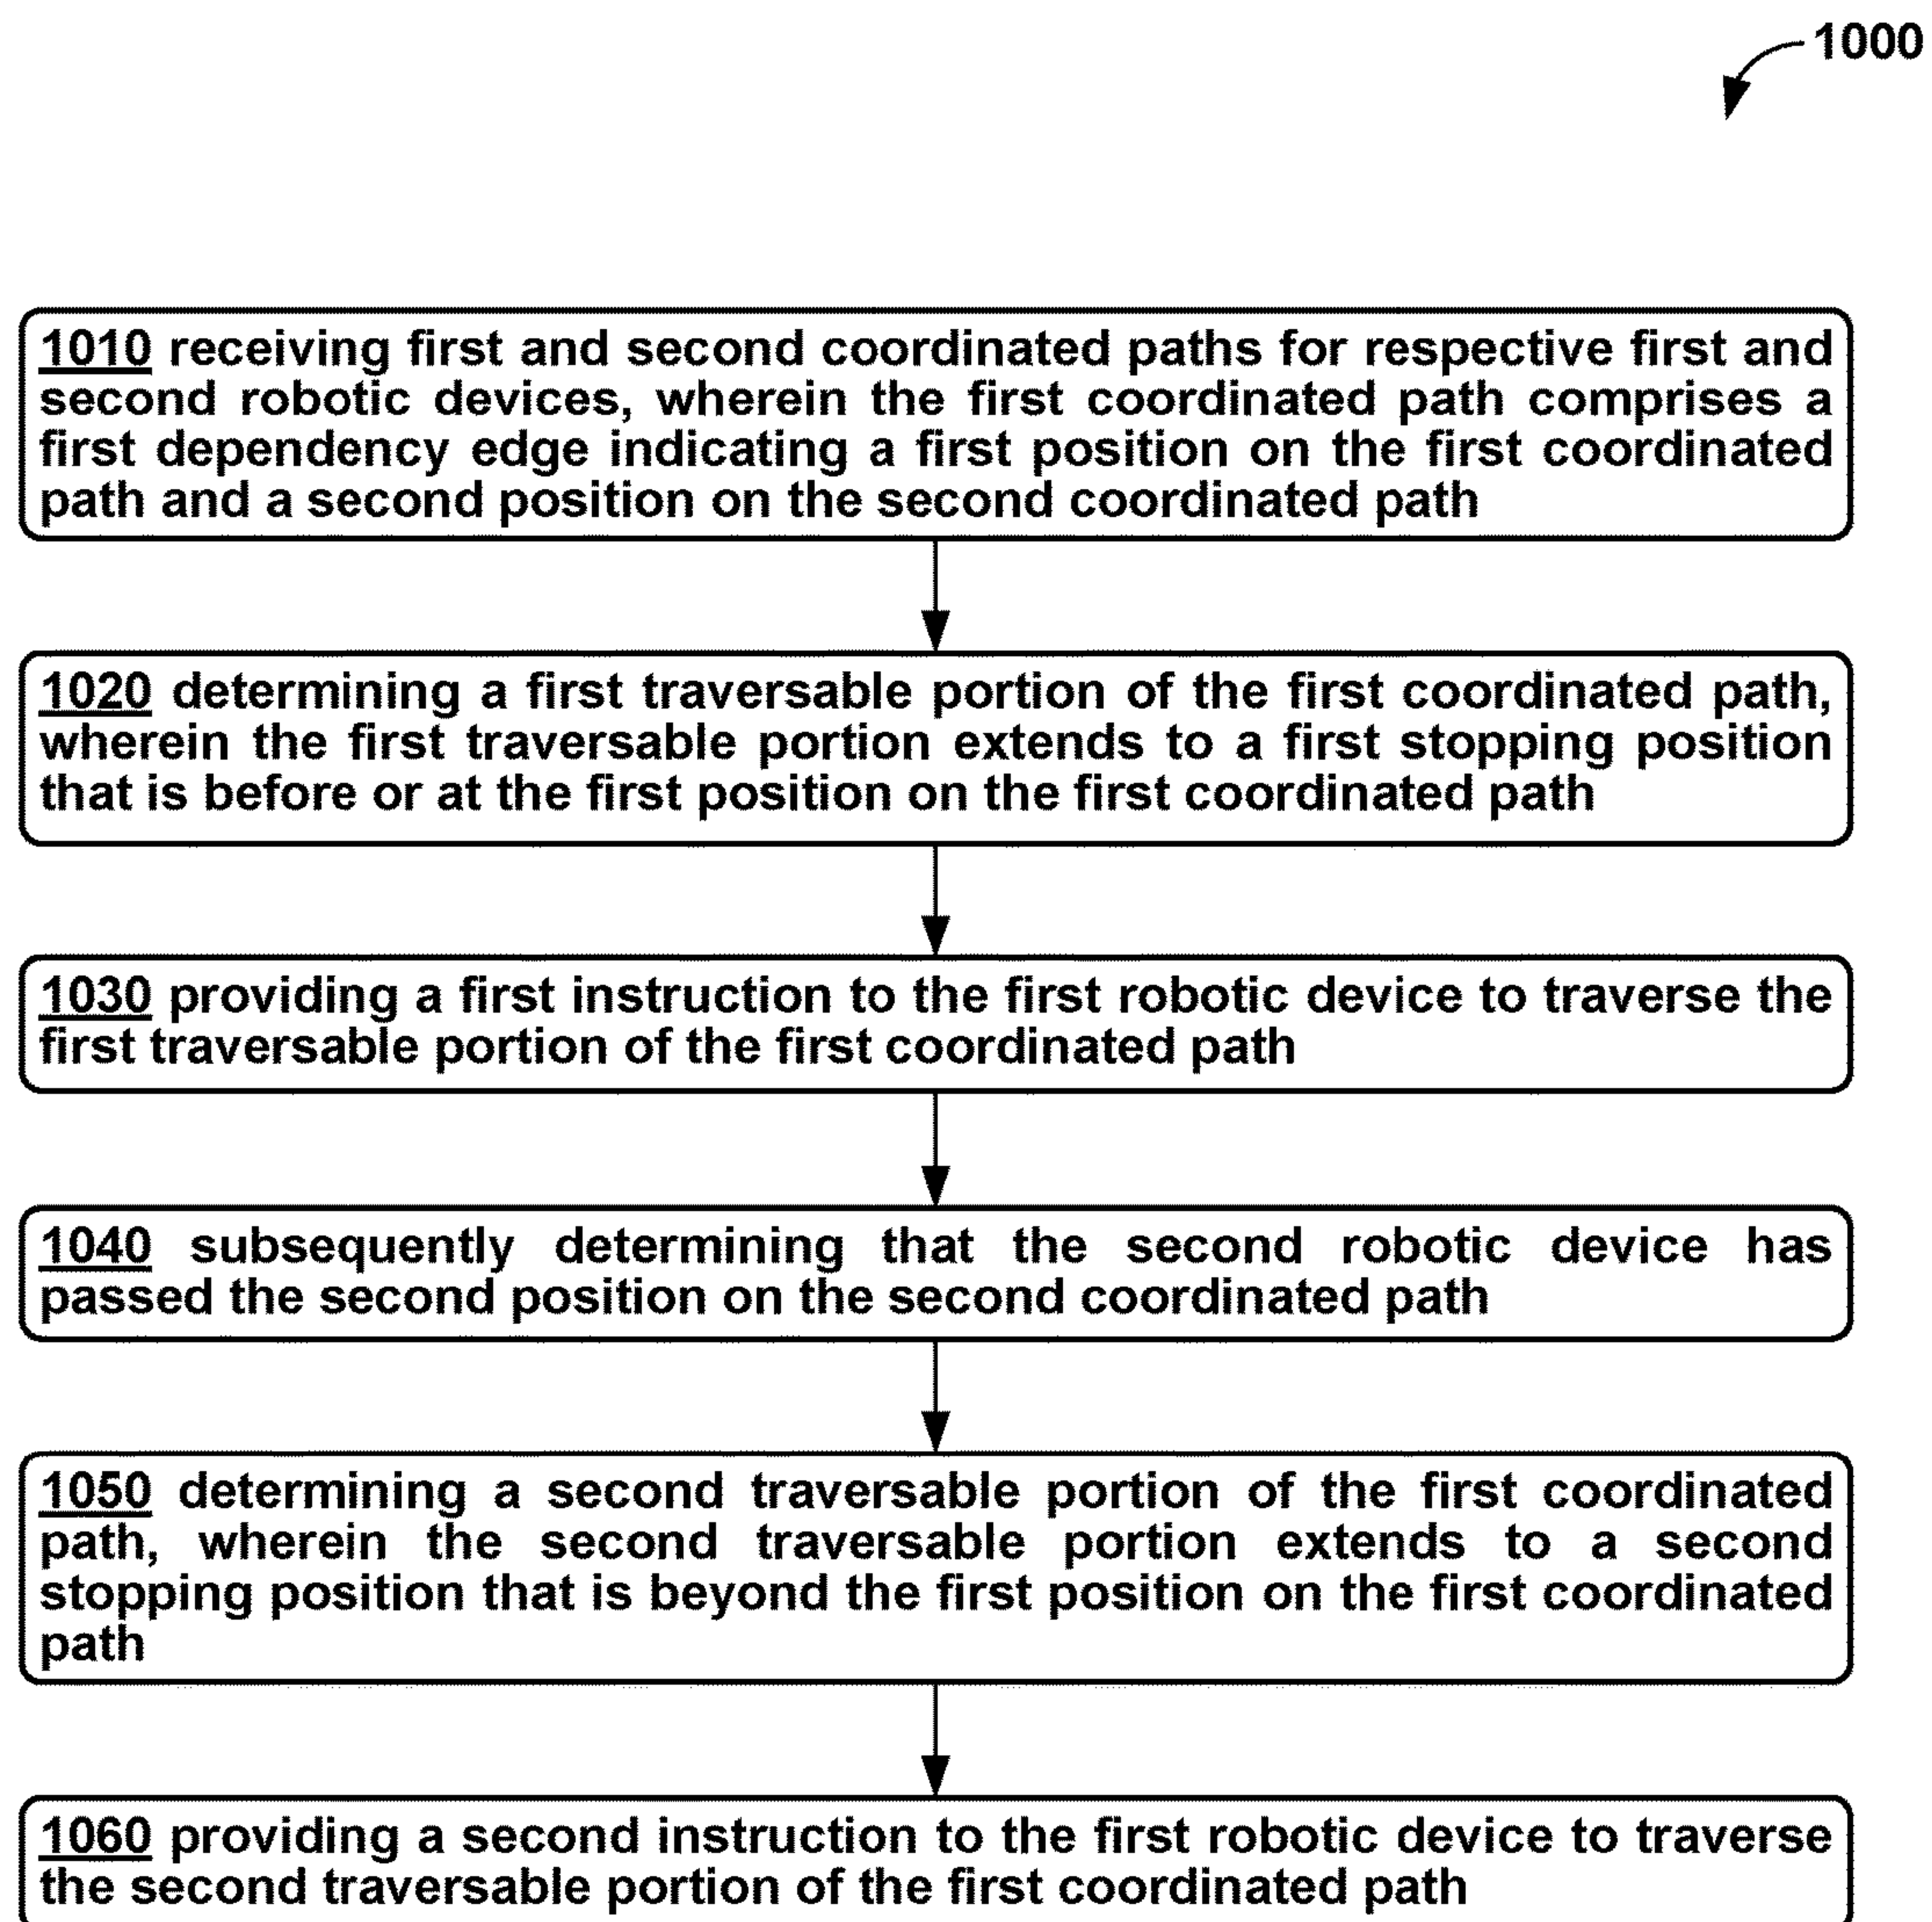 1000
1010 receiving first and second coordinated paths for respective first and
second robotic devices, wherein the first coordinated path comprises a
first dependency edge indicating a first position on the first coordinated
path and a second position on the second coordinated path
1020 determining a first traversable portion of the first coordinated path,
wherein the first traversable portion extends to a first stopping position
that is before or at the first position on the first coordinated path
1030 providing a first instruction to the first robotic device to traverse the
first traversable portion of the first coordinated path
1040 subsequently determining that the second robotic device has
passed the second position on the second coordinated path
1050 determining a second traversable portion of the first coordinated
path, wherein the second traversable portion extends to a second
stopping position that is beyond the first position on the first coordinated
path
1060 providing a second instruction to the first robotic device to traverse
the second traversable portion of the first coordinated path